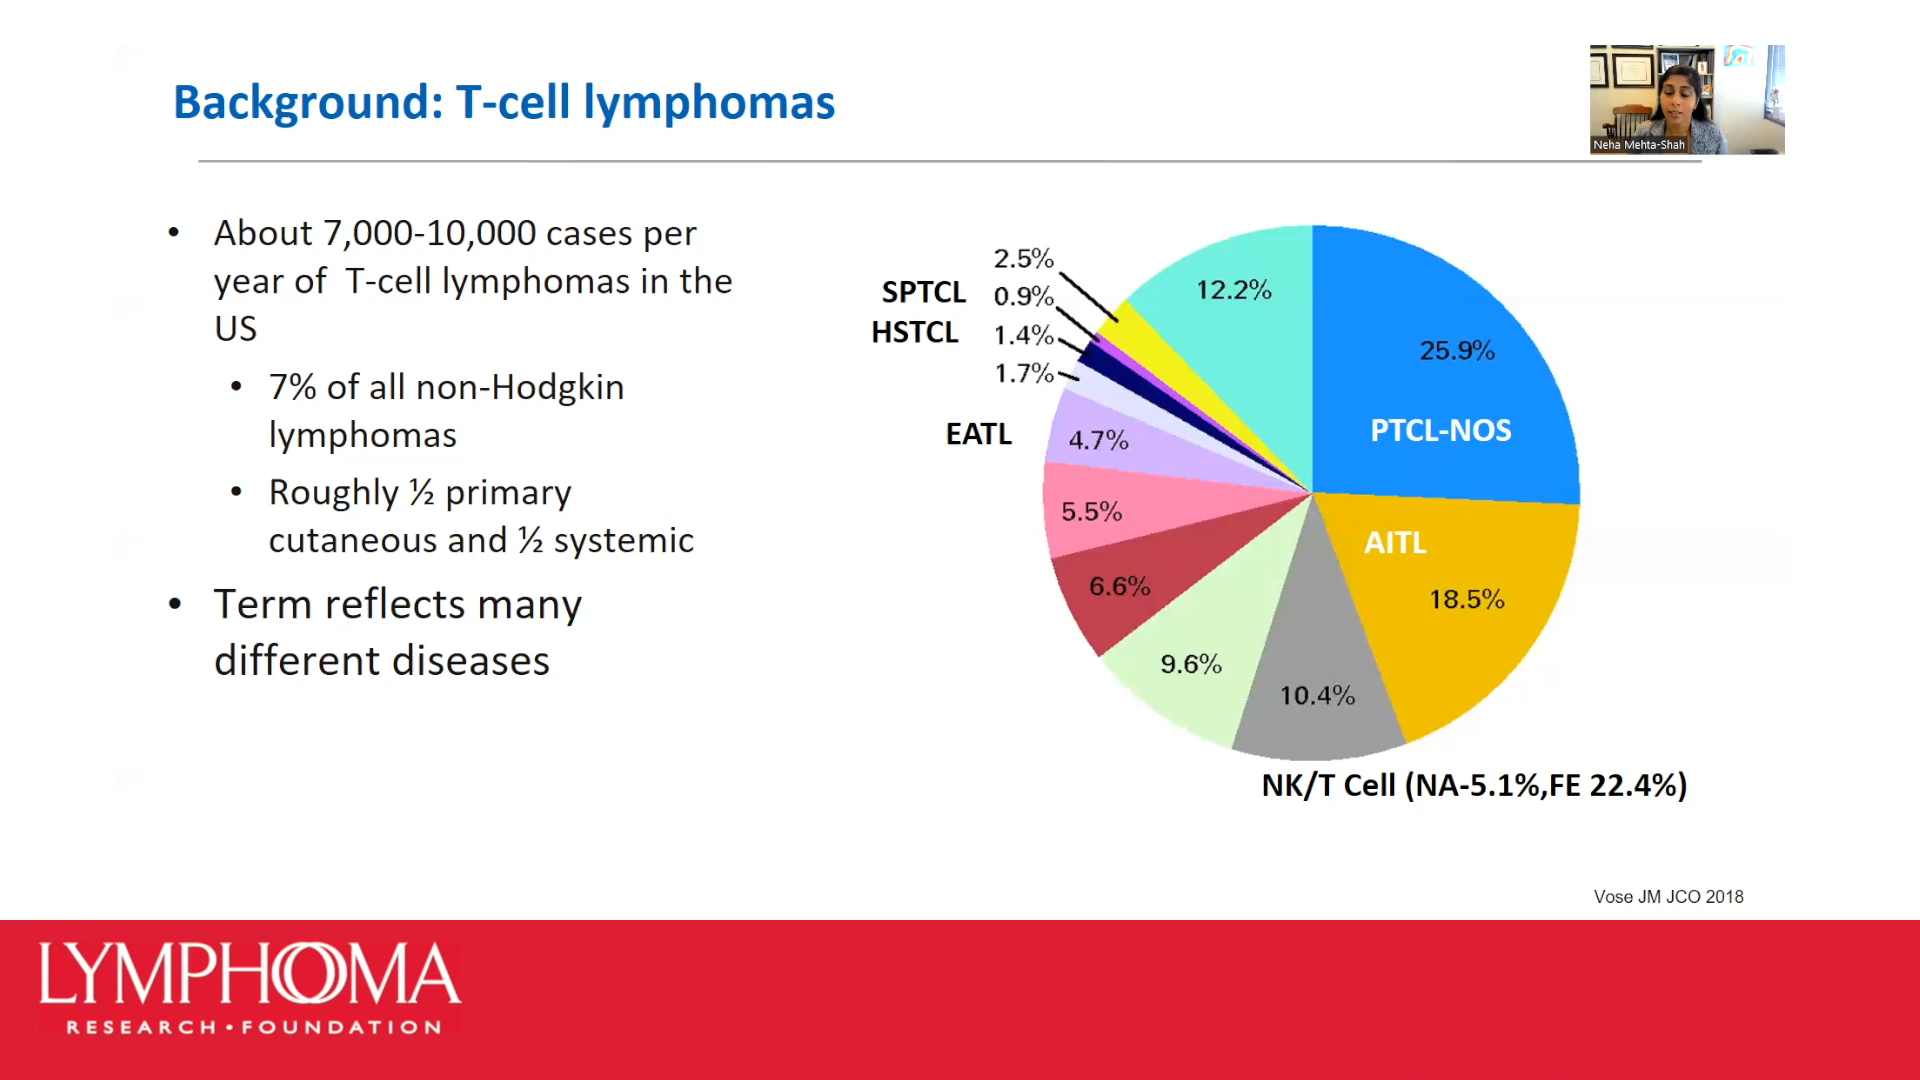 Background: T-cell lymphomas
Neha Mehta-Shah
• About 7,000-10,000 cases per
year of T-cell lymphomas in the
US
• 7% of all non-Hodgkin
lymphomas
• Roughly ½ primary
cutaneous and ½ systemic
• Term reflects many
different diseases
2.5%
SPTCL 0.9%
HSTCL 1.4%
1.7%
EATL
4.7%
5.5%
6.6%
9.6%
10.4%
12.2%
25.9%
PTCL-NOS
AITL
18.5%
NK/T Cell (NA-5.1%,FE 22.4%)
Vose JM JCO 2018
LYMPHOMA
RESEARCH • FOUNDATION